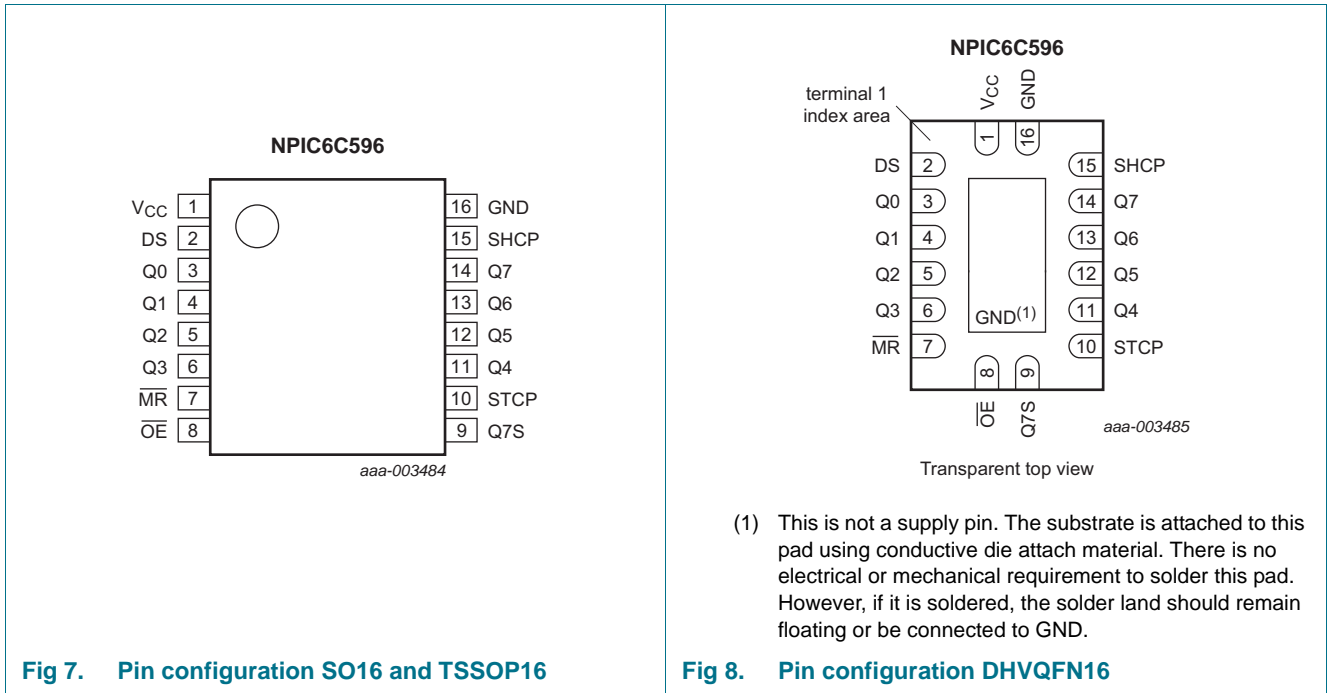 NPIC6C596
VCC 1
DS 2
Q0 3
Q1 4
Q2 5
Q3 6
MR 7
OE 8
16 GND
15 SHCP
14 Q7
13 Q6
12 Q5
11 Q4
10 STCP
9 Q7S
aaa-003484
Fig 7. Pin configuration SO16 and TSSOP16
NPIC6C596
terminal 1
index area
VCC 1
GND 16
DS 2
Q0 3
Q1 4
Q2 5
Q3 6
MR 7
15 SHCP
14 Q7
13 Q6
12 Q5
11 Q4
10 STCP
GND(1)
8 OE
9 Q7S
aaa-003485
Transparent top view
(1) This is not a supply pin. The substrate is attached to this
pad using conductive die attach material. There is no
electrical or mechanical requirement to solder this pad.
However, if it is soldered, the solder land should remain
floating or be connected to GND.
Fig 8. Pin configuration DHVQFN16